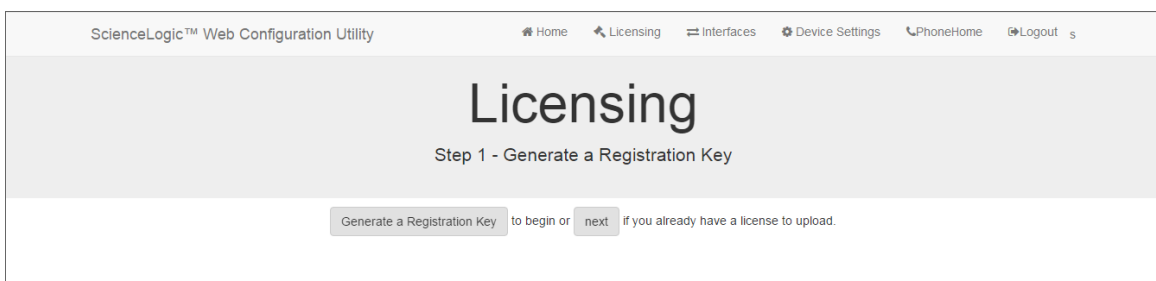 ScienceLogic™ Web Configuration Utility Home Licensing Interfaces Device Settings PhoneHome Logout s
Licensing
Step 1 - Generate a Registration Key
Generate a Registration Key to begin or next if you already have a license to upload.